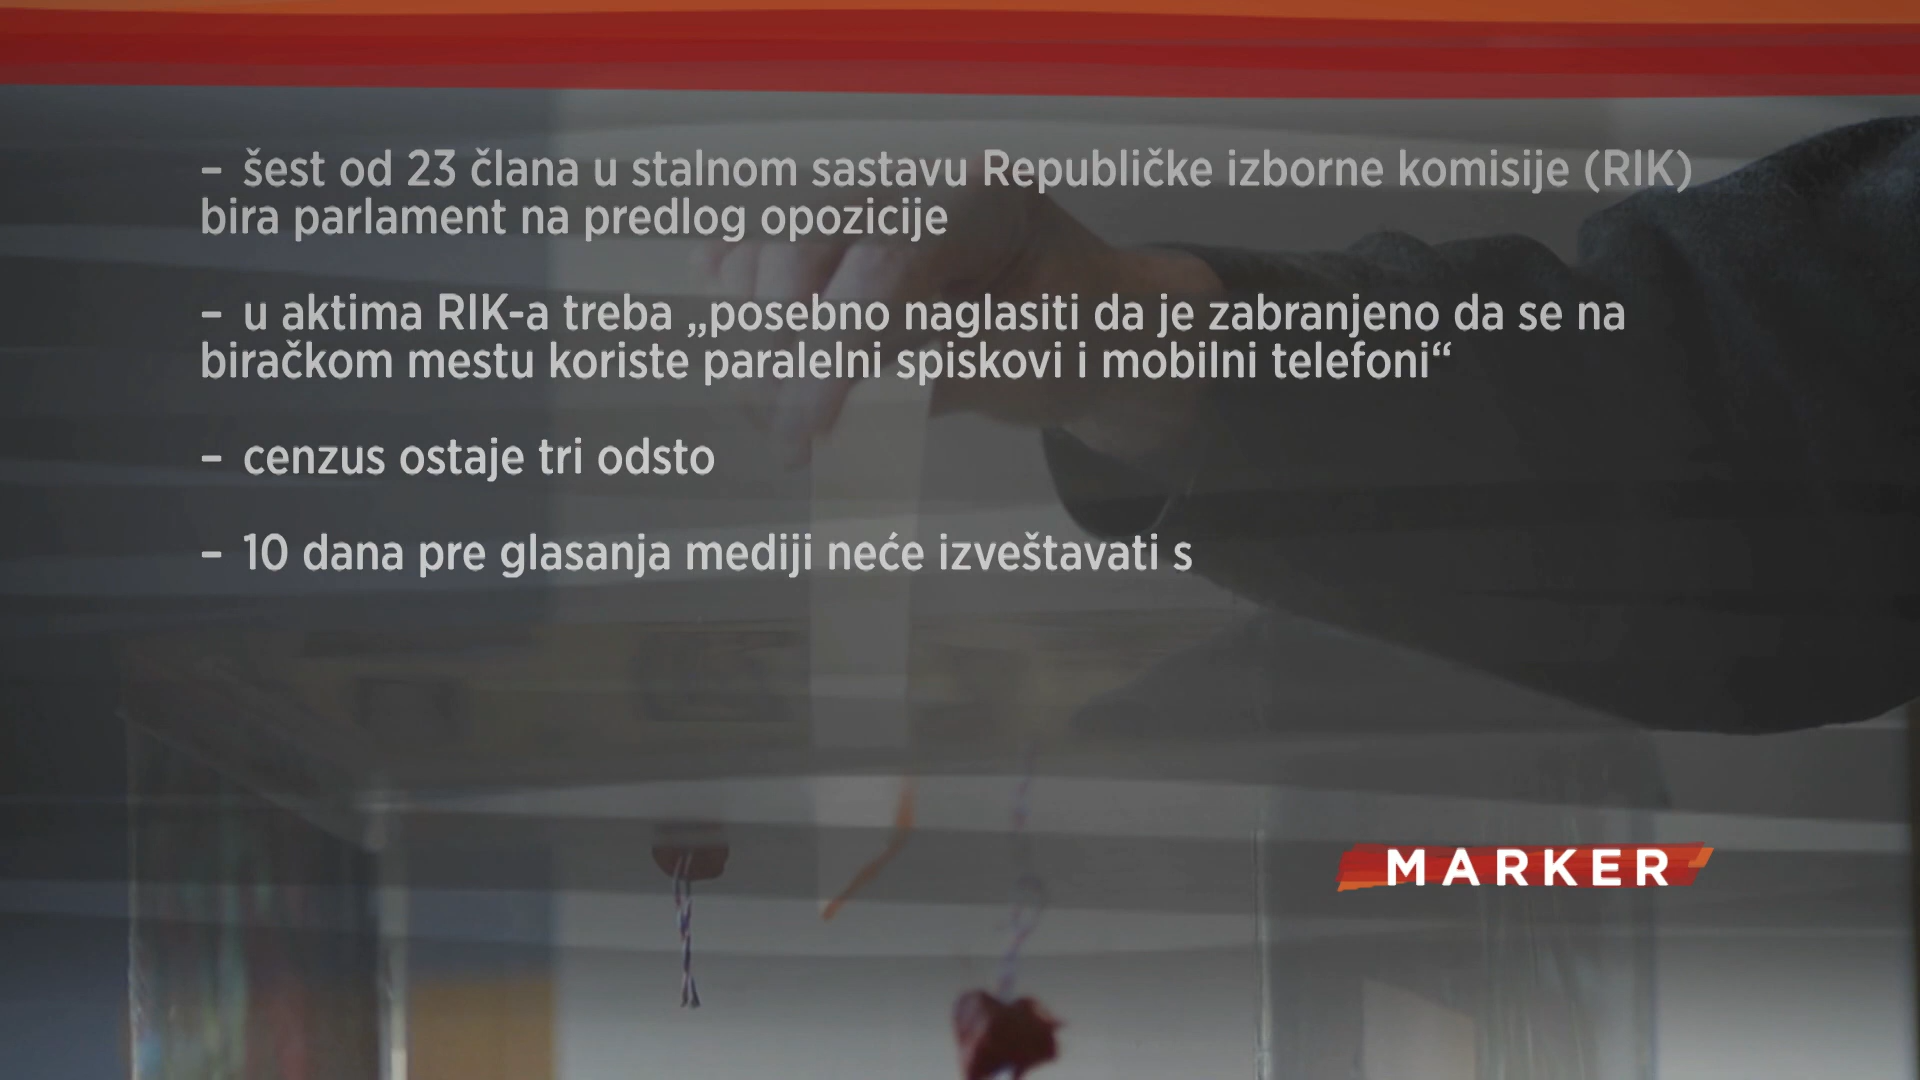 – šest od 23 člana u stalnom sastavu Republičke izborne komisije (RIK)
bira parlament na predlog opozicije
– u aktima RIK-a treba „posebno naglasiti da je zabranjeno da se na
biračkom mestu koriste paralelni spiskovi i mobilni telefoni“
– cenzus ostaje tri odsto
– 10 dana pre glasanja mediji neće izveštavati s
MARKER